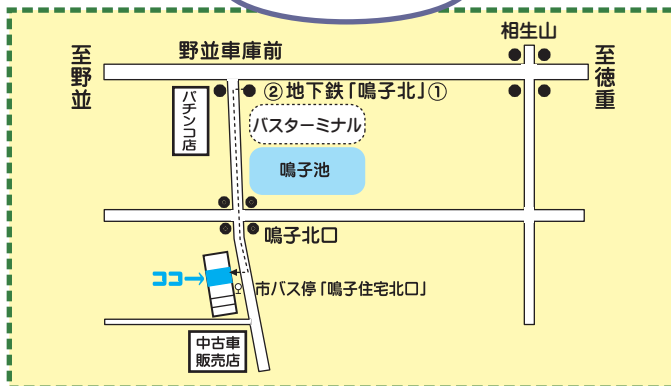 相生山
野並車庫前
至野並
至徳重
②地下鉄「鳴子北」①
パチンコ店
バスターミナル
鳴子池
鳴子北口
ココ→
市バス停「鳴子住宅北口」
中古車
販売店